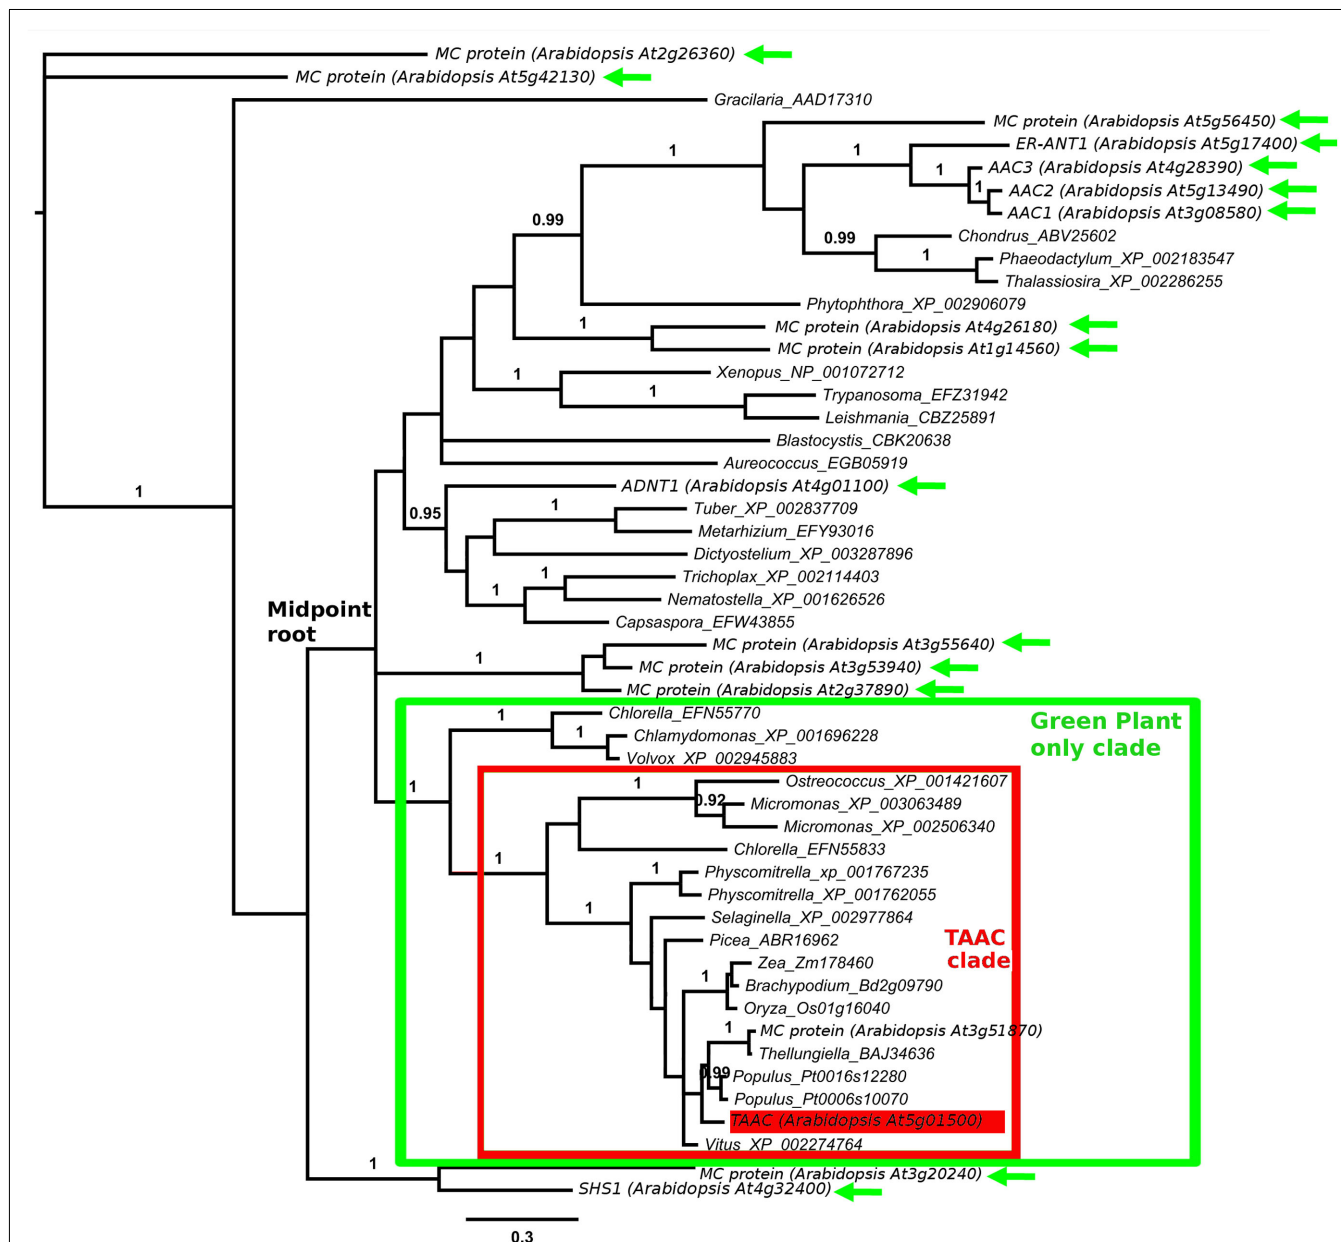 MC protein (Arabidopsis At2g26360)
MC protein (Arabidopsis At5g42130)
Gracilaria_AAD17310
MC protein (Arabidopsis At5g56450)
1
1
ER-ANT1 (Arabidopsis At5g17400)
1
AAC3 (Arabidopsis At4g28390)
1
AAC2 (Arabidopsis At5g13490)
AAC1 (Arabidopsis At3g08580)
0.99
0.99
Chondrus_ABV25602
1
Phaeodactylum_XP_002183547
Thalassiosira_XP_002286255
Phytophthora_XP_002906079
1
MC protein (Arabidopsis At4g26180)
MC protein (Arabidopsis At1g14560)
1
Xenopus_NP_001072712
1
Trypanosoma_EFZ31942
Leishmania_CBZ25891
Blastocystis_CBK20638
Aureococcus_EGB05919
1
ADNT1 (Arabidopsis At4g01100)
0.95
1
Tuber_XP_002837709
Metarhizium_EFY93016
Dictyostelium_XP_003287896
1
Trichoplax_XP_002114403
1
Nematostella_XP_001626526
Capsaspora_EFW43855
Midpoint
root
MC protein (Arabidopsis At3g55640)
1
MC protein (Arabidopsis At3g53940)
MC protein (Arabidopsis At2g37890)
1
Chlorella_EFN55770
Green Plant
only clade
1
Chlamydomonas_XP_001696228
Volvox_XP_002945883
1
1
Ostreococcus_XP_001421607
0.92
Micromonas_XP_003063489
Micromonas_XP_002506340
Chlorella_EFN55833
1
1
Physcomitrella_xp_001767235
Physcomitrella_XP_001762055
1
Selaginella_XP_002977864
Picea_ABR16962
TAAC
clade
Zea_Zm178460
1
Brachypodium_Bd2g09790
Oryza_Os01g16040
1
MC protein (Arabidopsis At3g51870)
Thellungiella_BAJ34636
0.99
Populus_Pt0016s12280
Populus_Pt0006s10070
TAAC (Arabidopsis At5g01500)
Vitus_XP_002274764
1
MC protein (Arabidopsis At3g20240)
SHS1 (Arabidopsis At4g32400)
0.3